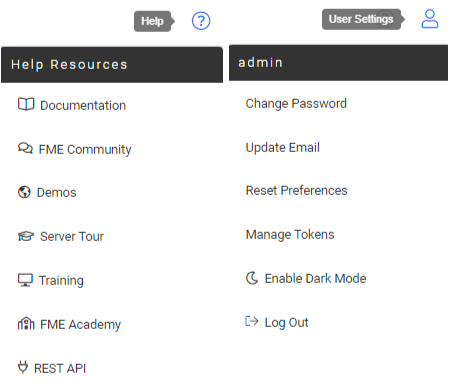 Help
Help Resources
Documentation
FME Community
Demos
Server Tour
Training
FME Academy
REST API
User Settings
admin
Change Password
Update Email
Reset Preferences
Manage Tokens
Enable Dark Mode
Log Out